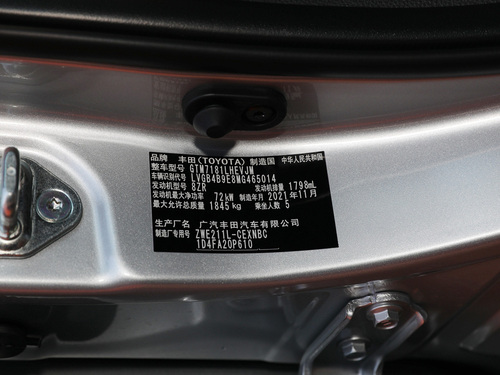 品牌 丰田(TOYOTA) 制造国 中华人民共和国
整车型号 GTM7181LHEVJM
车辆识别代号 LVGB4B9E8MG465014
发动机型号 8ZR 发动机排量 1798mL
发动机最大净功率 72kW 制造年月 2021年11月
最大允许总质量 1845kg 乘坐人数 5
生产厂名 广汽丰田汽车有限公司
制造厂专用号 ZWE211L-CEXNBC
1D4FA20P610